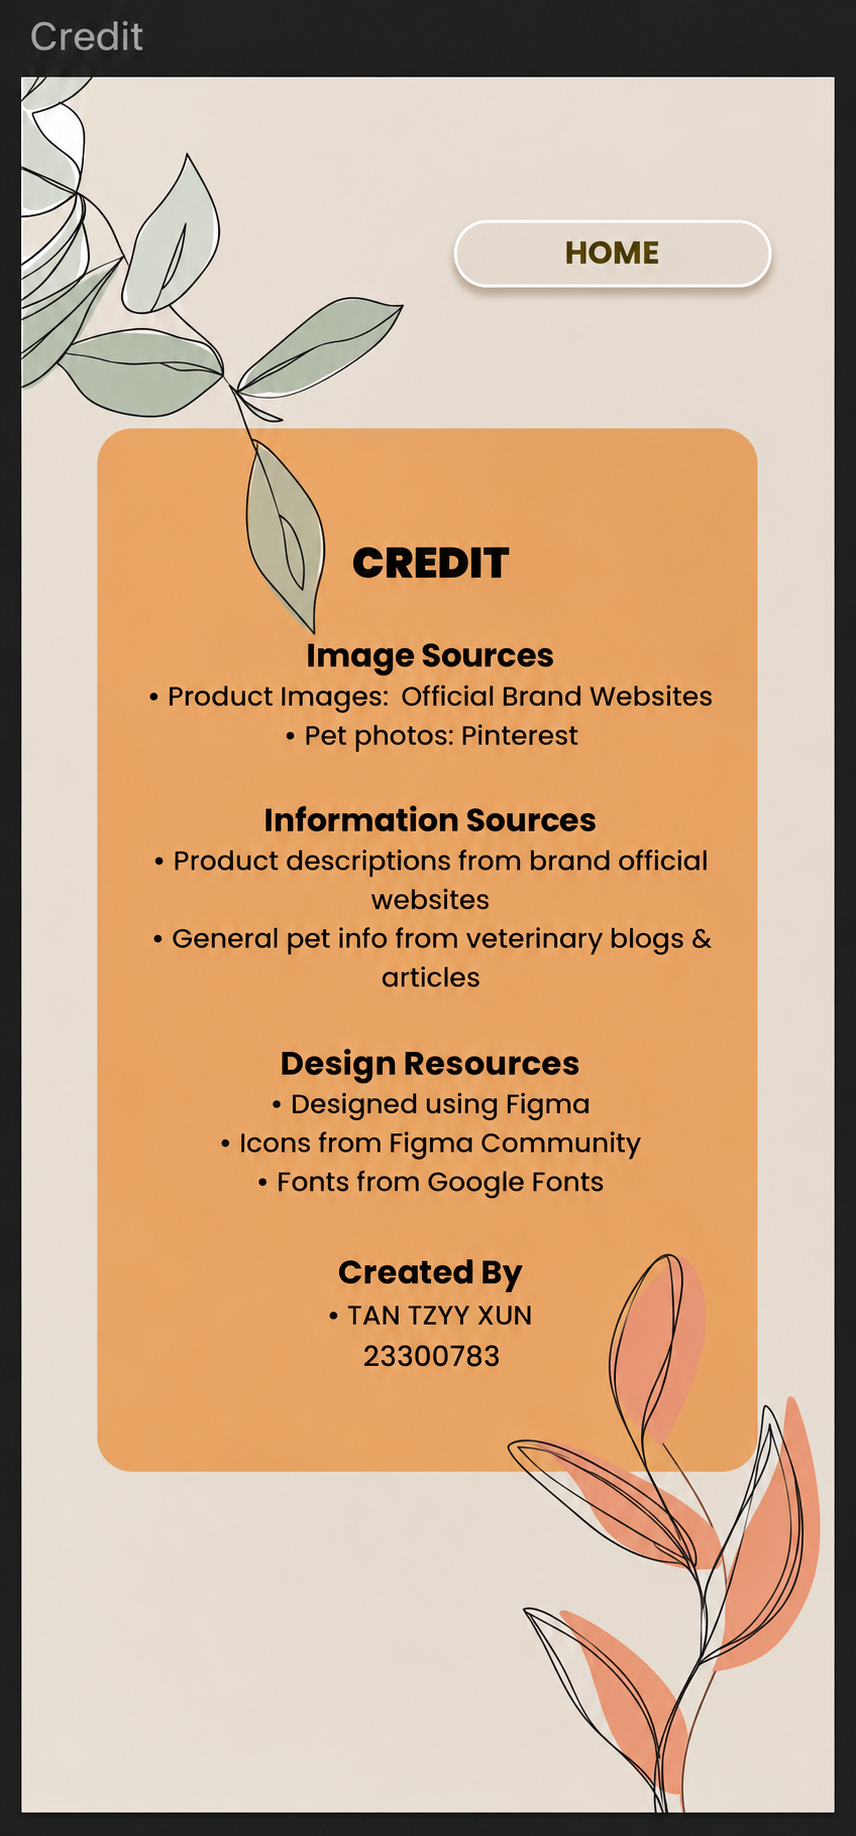 Credit
HOME
CREDIT
Image Sources
• Product Images:  Official Brand Websites
• Pet photos: Pinterest
Information Sources
• Product descriptions from brand official
websites
• General pet info from veterinary blogs &
articles
Design Resources
• Designed using Figma
• Icons from Figma Community
• Fonts from Google Fonts
Created By
• TAN TZYY XUN
23300783